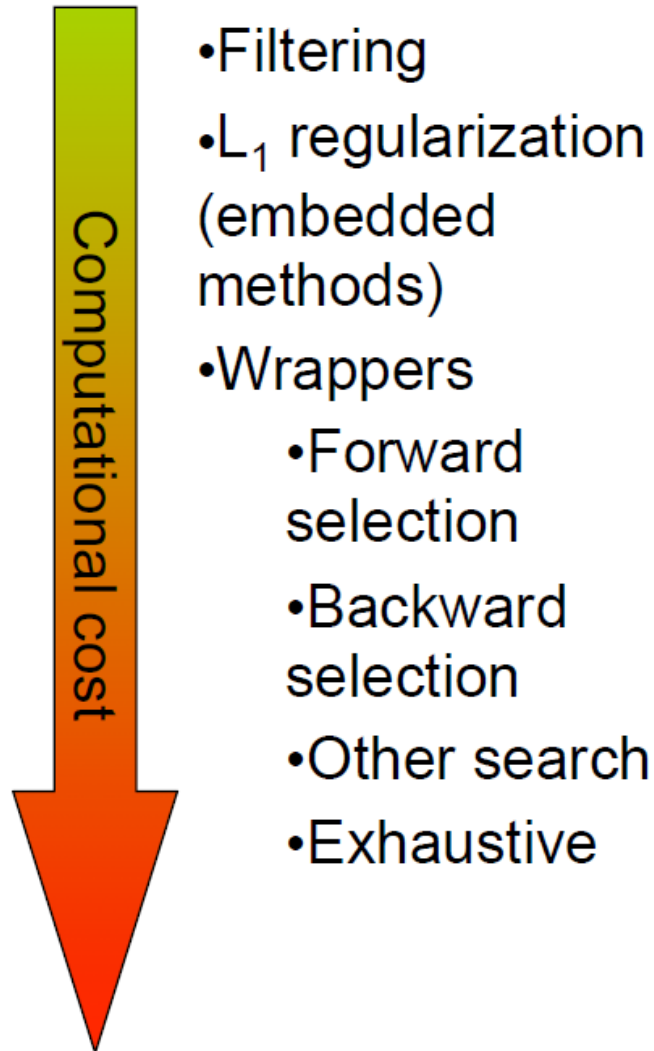 Computational cost
•Filtering
•L₁ regularization
(embedded
methods)
•Wrappers
•Forward
selection
•Backward
selection
•Other search
•Exhaustive